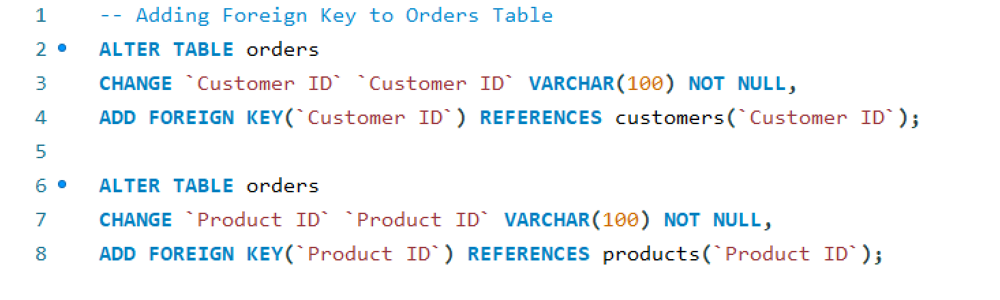 1 -- Adding Foreign Key to Orders Table
2 ALTER TABLE orders
3 CHANGE `Customer ID` `Customer ID` VARCHAR(100) NOT NULL,
4 ADD FOREIGN KEY(`Customer ID`) REFERENCES customers(`Customer ID`);
5
6 ALTER TABLE orders
7 CHANGE `Product ID` `Product ID` VARCHAR(100) NOT NULL,
8 ADD FOREIGN KEY(`Product ID`) REFERENCES products(`Product ID`);